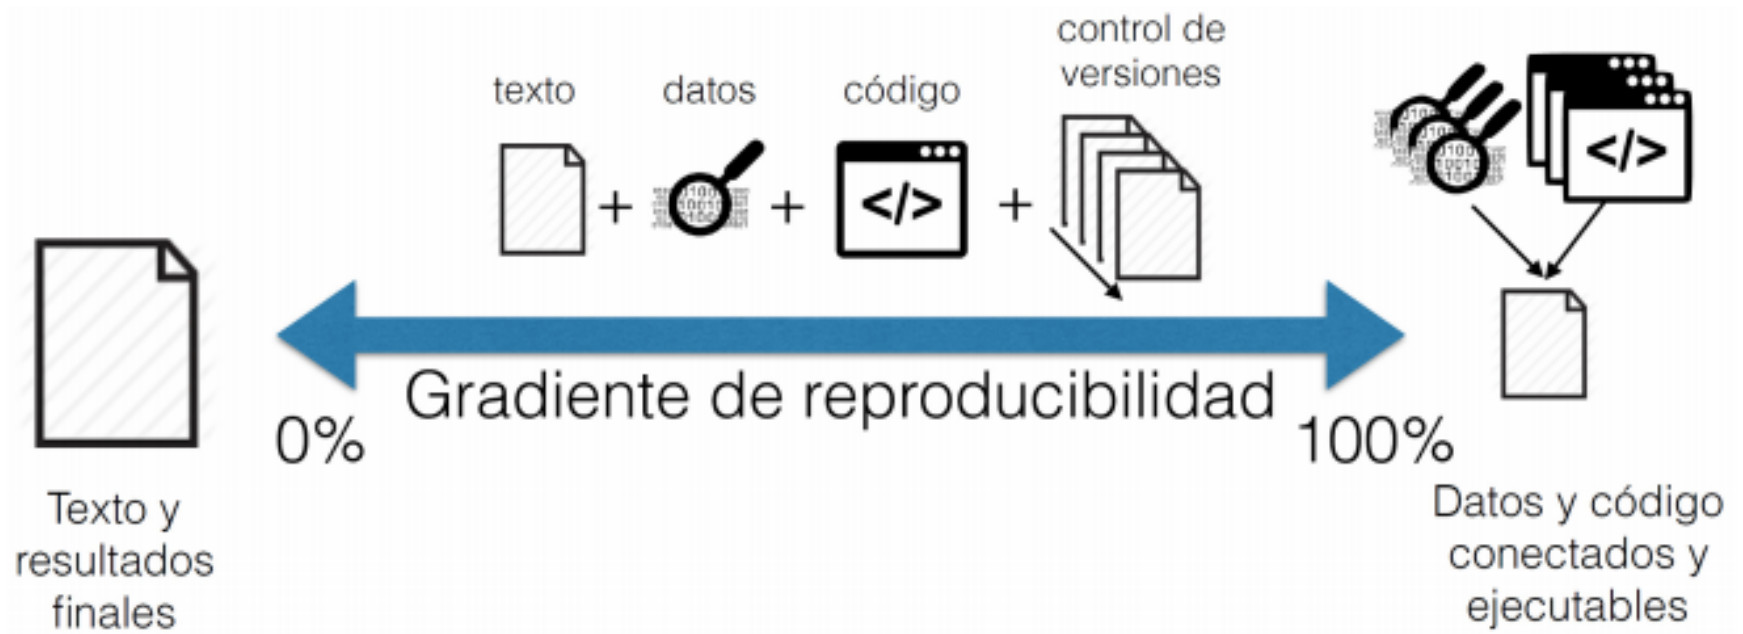 texto
datos
código
control de
versiones
</>
</>
Gradiente de reproducibilidad
0%
100%
Texto y
resultados
finales
Datos y código
conectados y
ejecutables